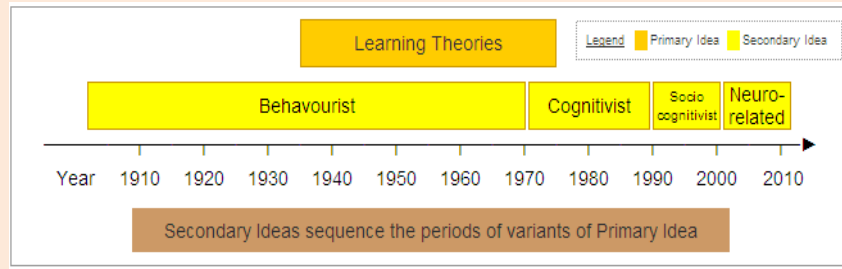 Learning Theories
Legend Primary Idea Secondary Idea
Behavourist
Cognitivist
Socio
cognitivist
Neuro-
related
Year 1910 1920 1930 1940 1950 1960 1970 1980 1990 2000 2010
Secondary Ideas sequence the periods of variants of Primary Idea